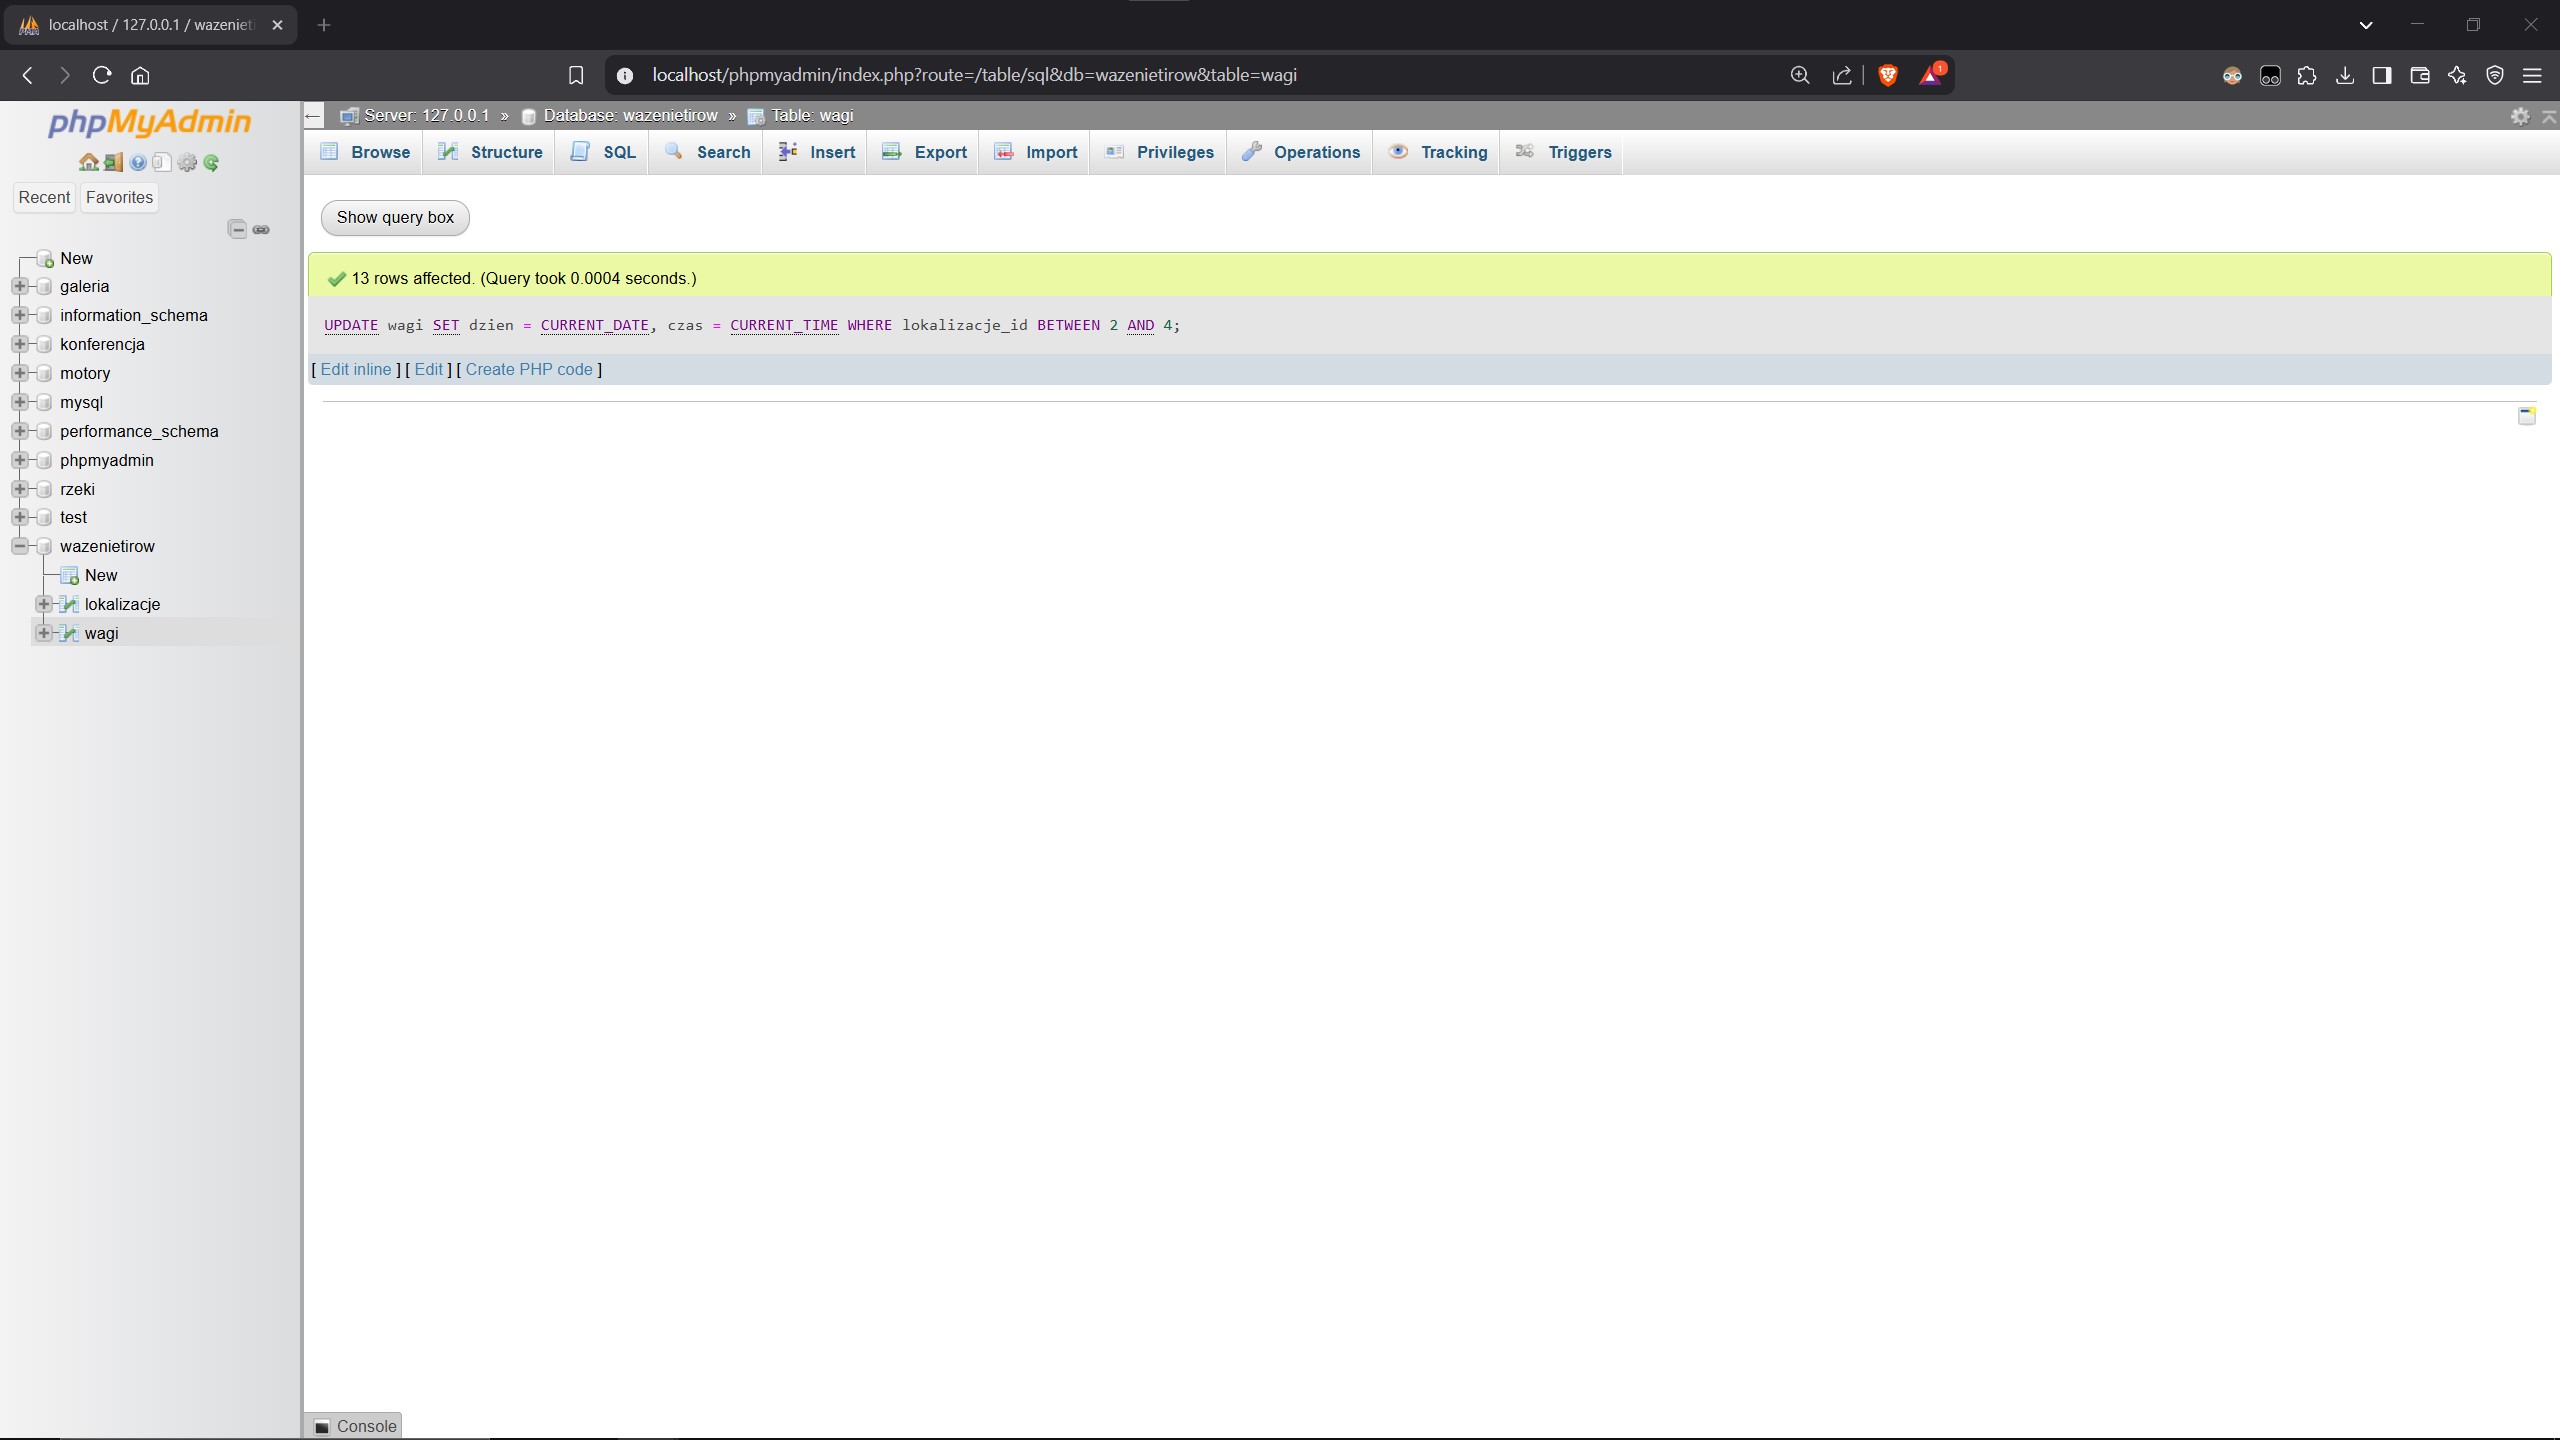 localhost / 127.0.0.1 / wazenieti
localhost/phpmyadmin/index.php?route=/table/sql&db=wazenietirow&table=wagi
1
phpMyAdmin
Recent Favorites
New
galeria
information_schema
konferencja
motory
mysql
performance_schema
phpmyadmin
rzeki
test
wazenietirow
New
lokalizacje
wagi
Server: 127.0.0.1 » Database: wazenietirow » Table: wagi
Browse Structure SQL Search Insert Export Import Privileges Operations Tracking Triggers
Show query box
13 rows affected. (Query took 0.0004 seconds.)
UPDATE wagi SET dzien = CURRENT_DATE, czas = CURRENT_TIME WHERE lokalizacje_id BETWEEN 2 AND 4;
[ Edit inline ] [ Edit ] [ Create PHP code ]
Console